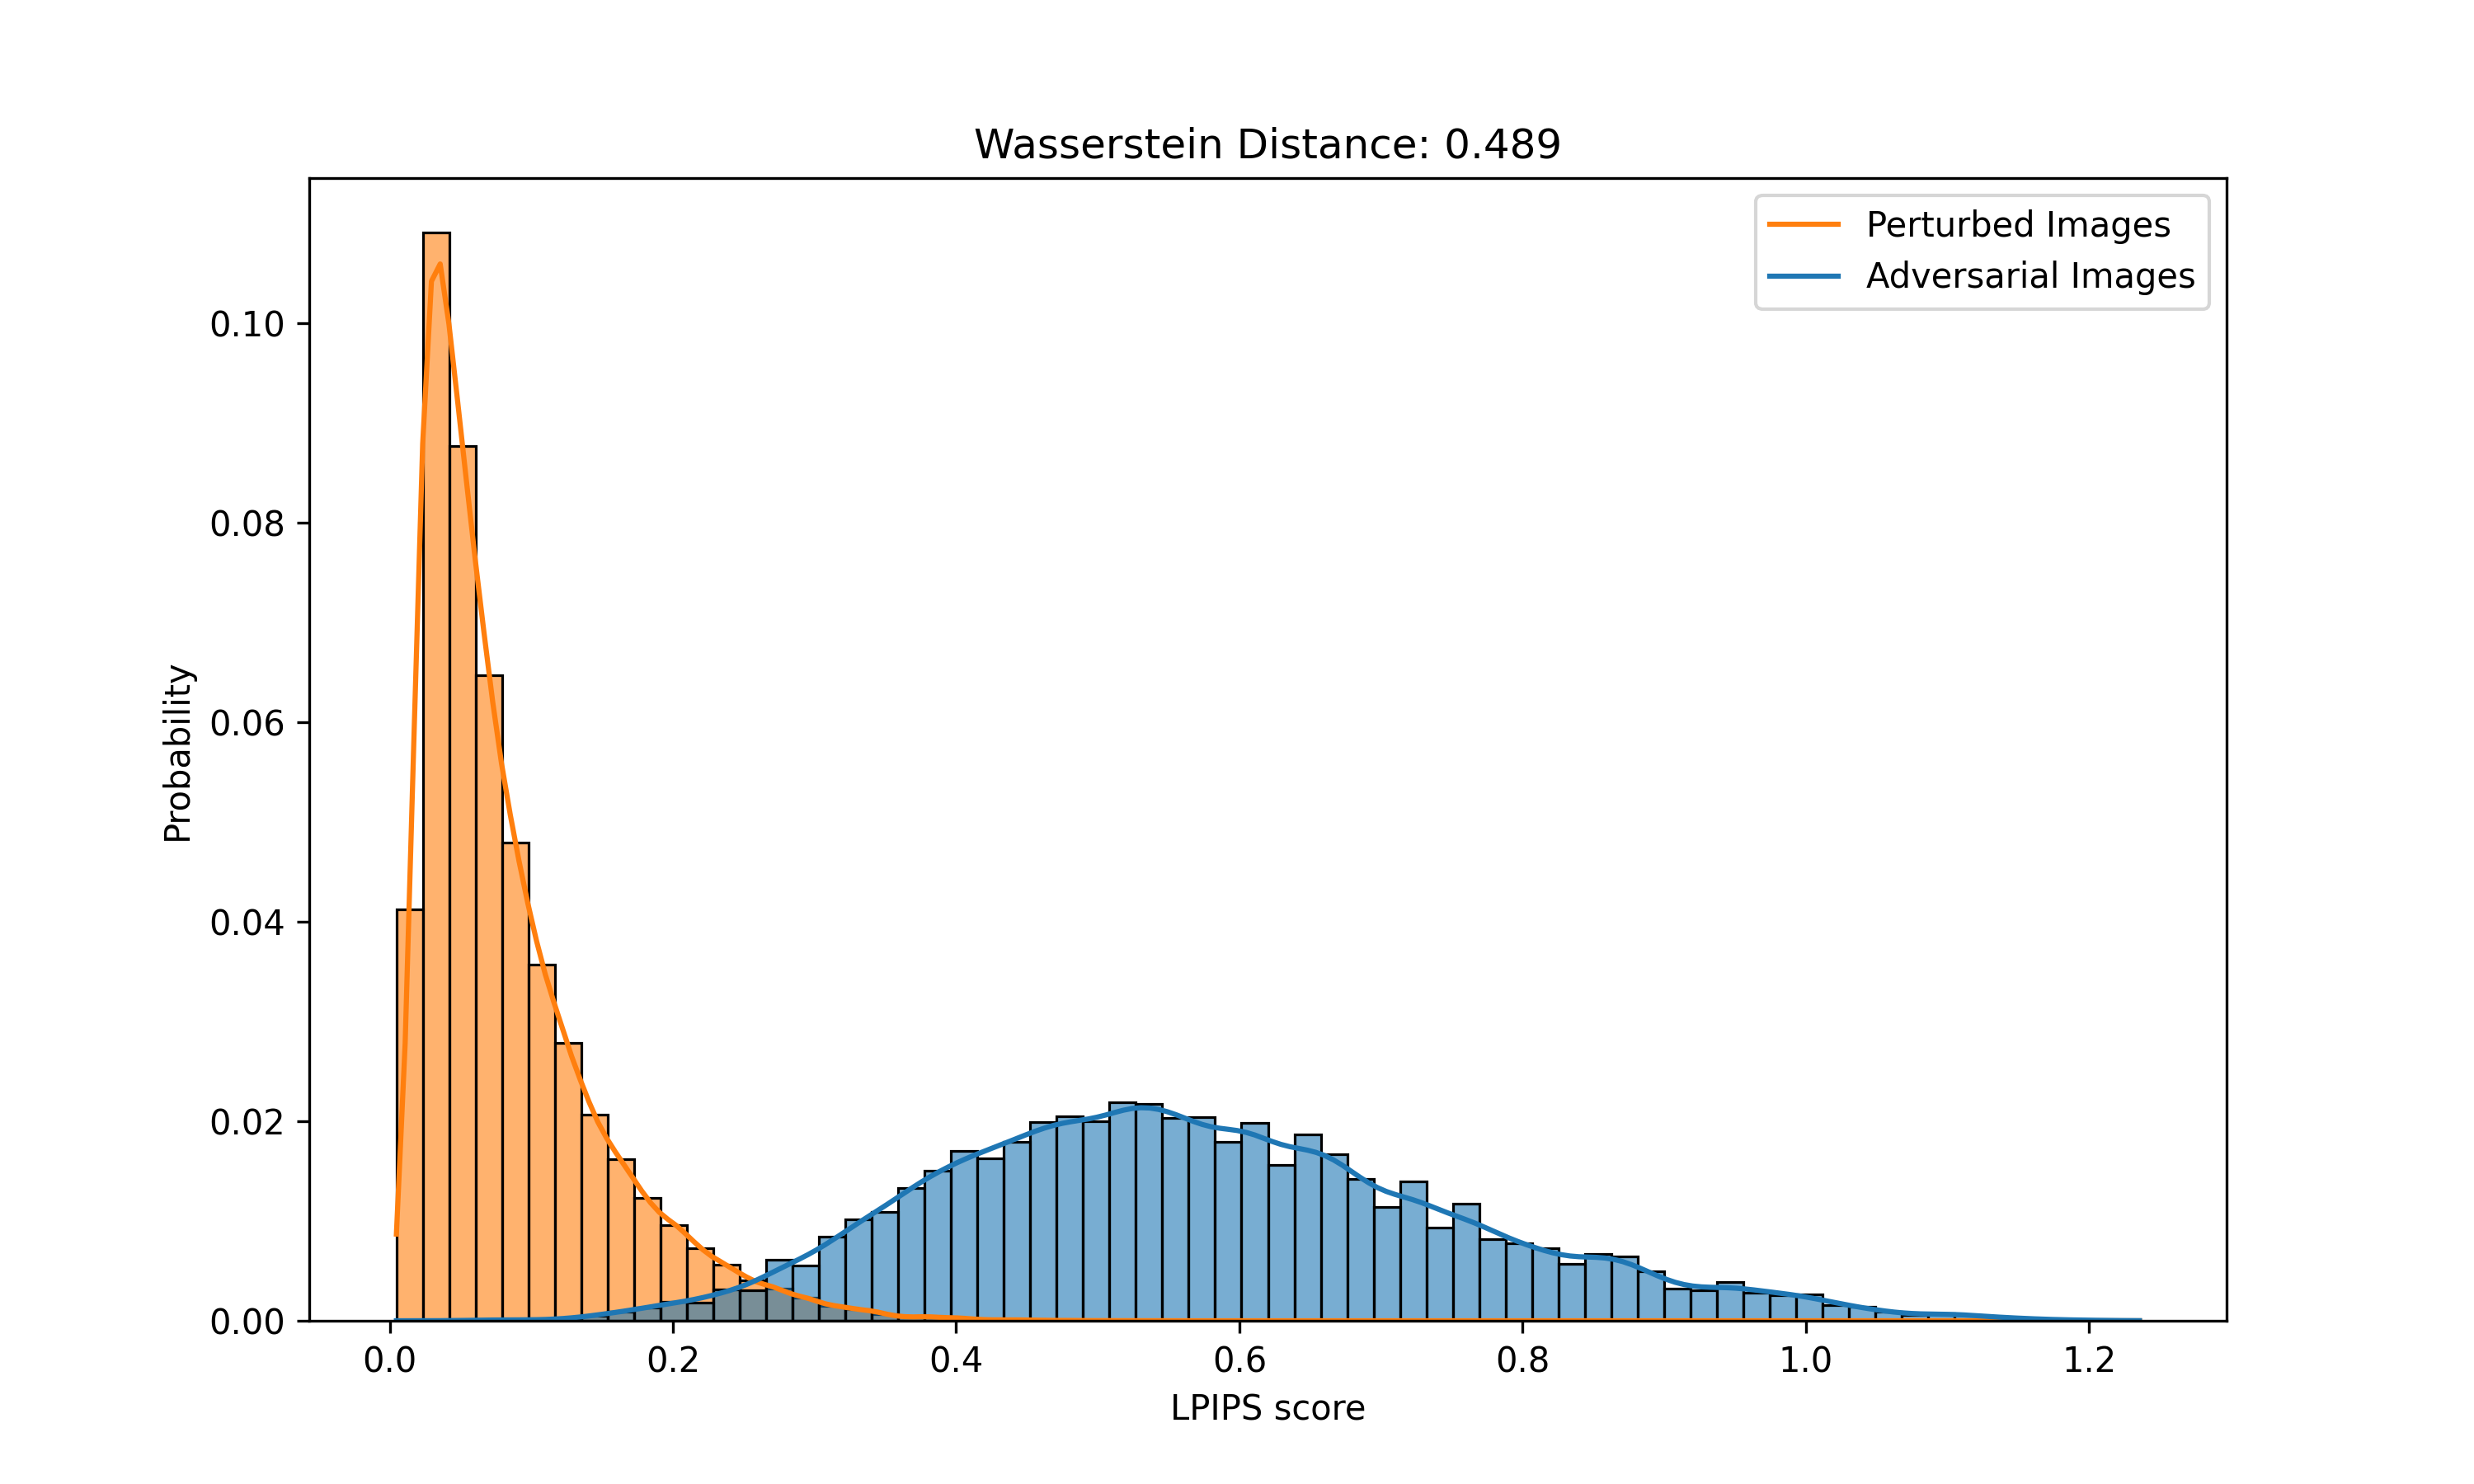 Wasserstein Distance: 0.489
Perturbed Images
Adversarial Images
Probability
0.10
0.08
0.06
0.04
0.02
0.00
0.0 0.2 0.4 0.6 0.8 1.0 1.2
LPIPS score